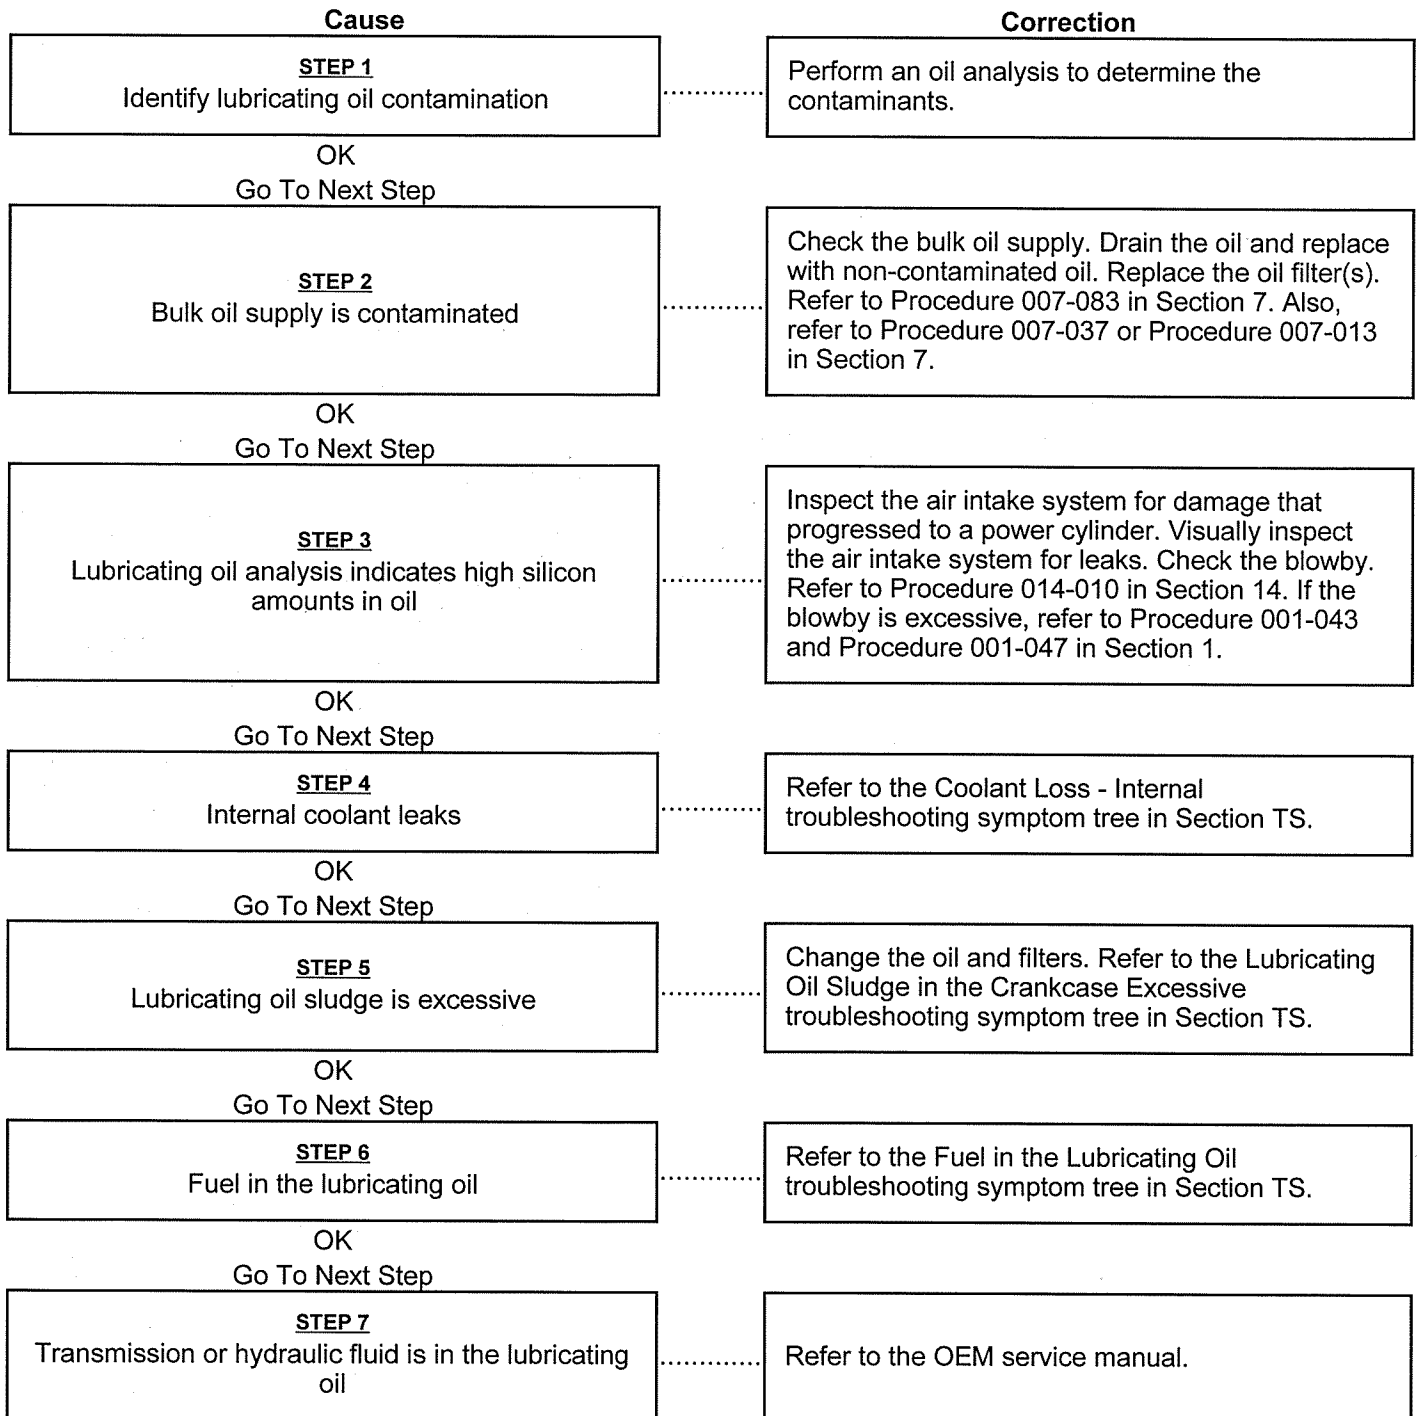 Cause
Correction
STEP 1
Identify lubricating oil contamination
Perform an oil analysis to determine the
contaminants.
OK
Go To Next Step
STEP 2
Bulk oil supply is contaminated
Check the bulk oil supply. Drain the oil and replace
with non-contaminated oil. Replace the oil filter(s).
Refer to Procedure 007-083 in Section 7. Also,
refer to Procedure 007-037 or Procedure 007-013
in Section 7.
OK
Go To Next Step
STEP 3
Lubricating oil analysis indicates high silicon
amounts in oil
Inspect the air intake system for damage that
progressed to a power cylinder. Visually inspect
the air intake system for leaks. Check the blowby.
Refer to Procedure 014-010 in Section 14. If the
blowby is excessive, refer to Procedure 001-043
and Procedure 001-047 in Section 1.
OK
Go To Next Step
STEP 4
Internal coolant leaks
Refer to the Coolant Loss - Internal
troubleshooting symptom tree in Section TS.
OK
Go To Next Step
STEP 5
Lubricating oil sludge is excessive
Change the oil and filters. Refer to the Lubricating
Oil Sludge in the Crankcase Excessive
troubleshooting symptom tree in Section TS.
OK
Go To Next Step
STEP 6
Fuel in the lubricating oil
Refer to the Fuel in the Lubricating Oil
troubleshooting symptom tree in Section TS.
OK
Go To Next Step
STEP 7
Transmission or hydraulic fluid is in the lubricating
oil
Refer to the OEM service manual.